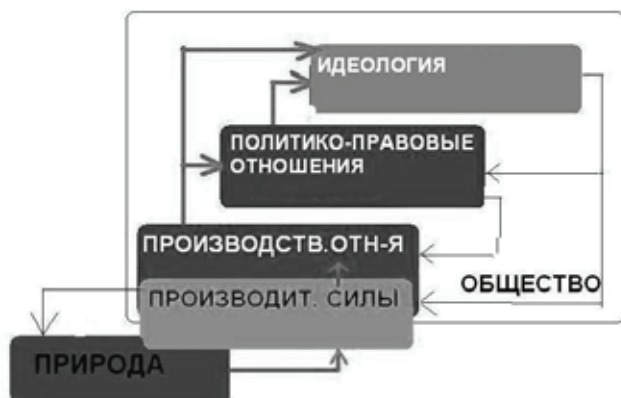 ИДЕОЛОГИЯ
ПОЛИТИКО-ПРАВОВЫЕ
ОТНОШЕНИЯ
ПРОИЗВОДСТВ.ОТН-Я
ОБЩЕСТВО
ПРОИЗВОДИТ. СИЛЫ
ПРИРОДА